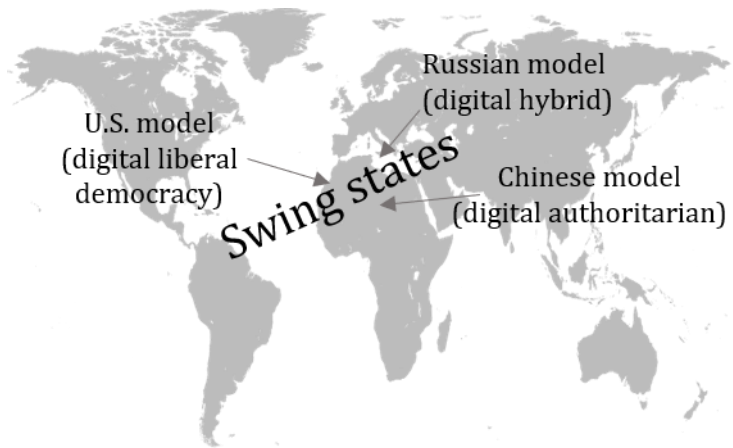 Russian model
(digital hybrid)
U.S. model
(digital liberal
democracy)
Swing states
Chinese model
(digital authoritarian)